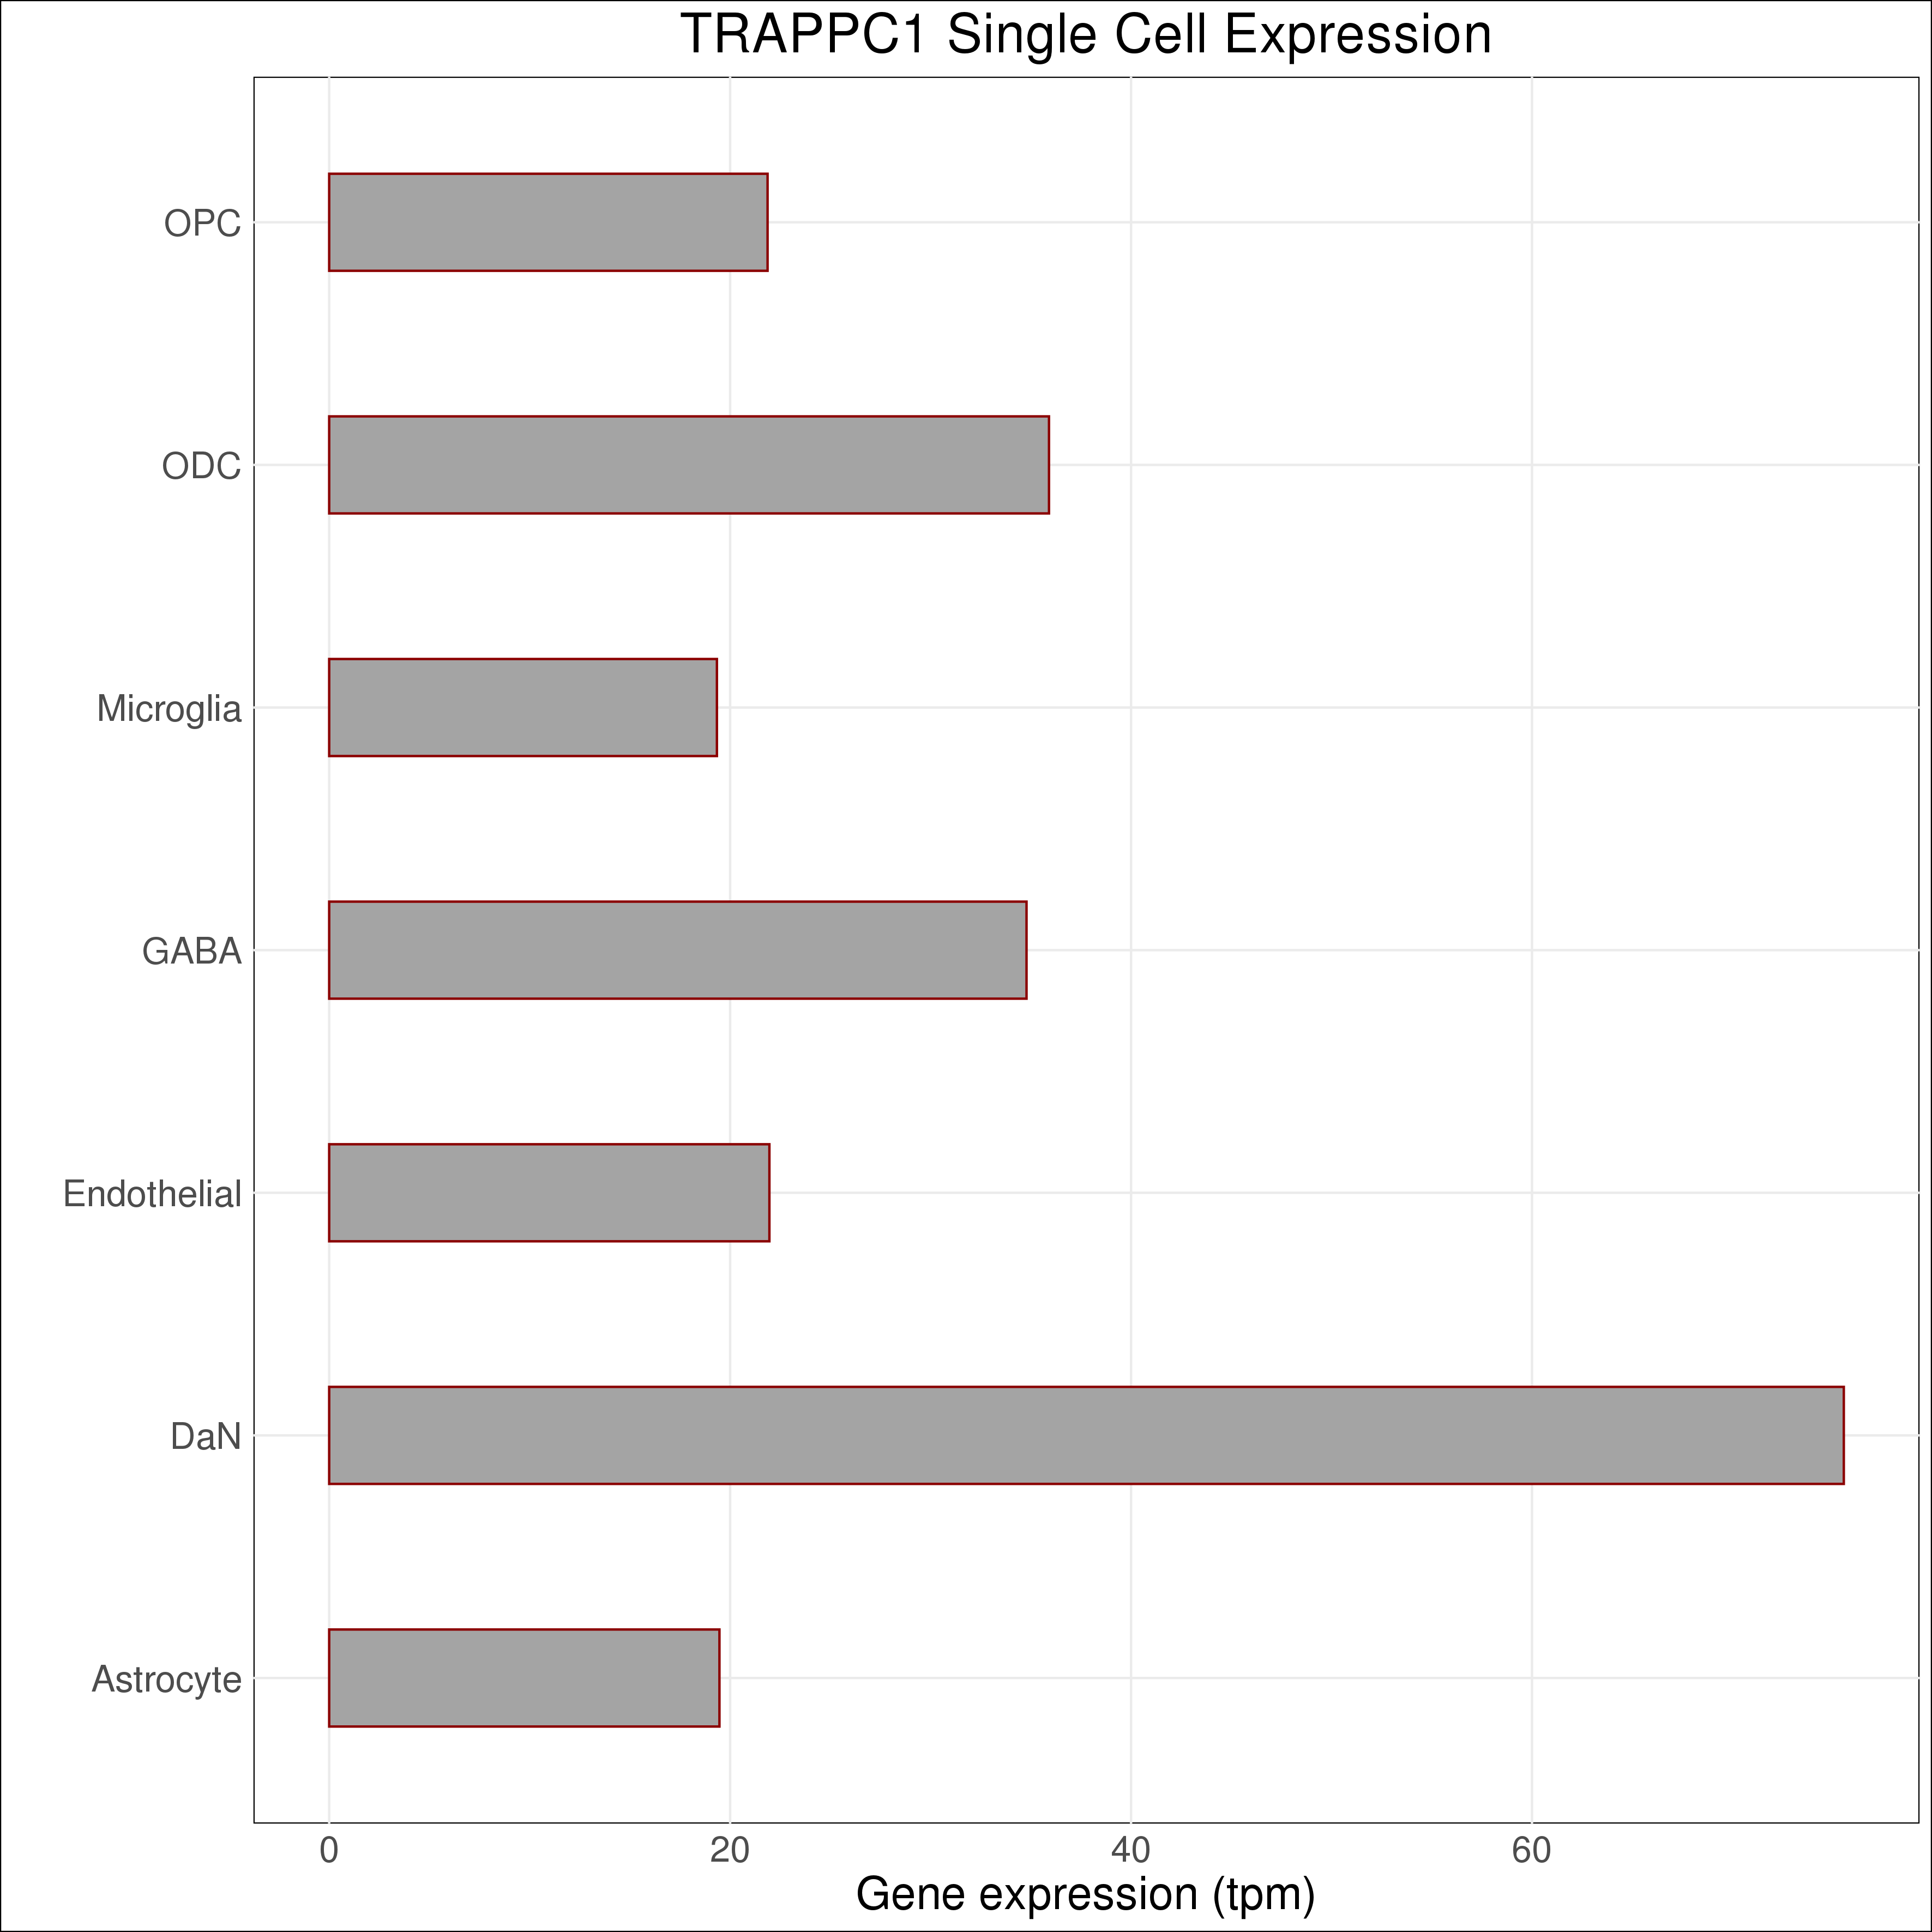 TRAPPC1 Single Cell Expression
OPC
ODC
Microglia
GABA
Endothelial
DaN
Astrocyte
0 20 40 60
Gene expression (tpm)